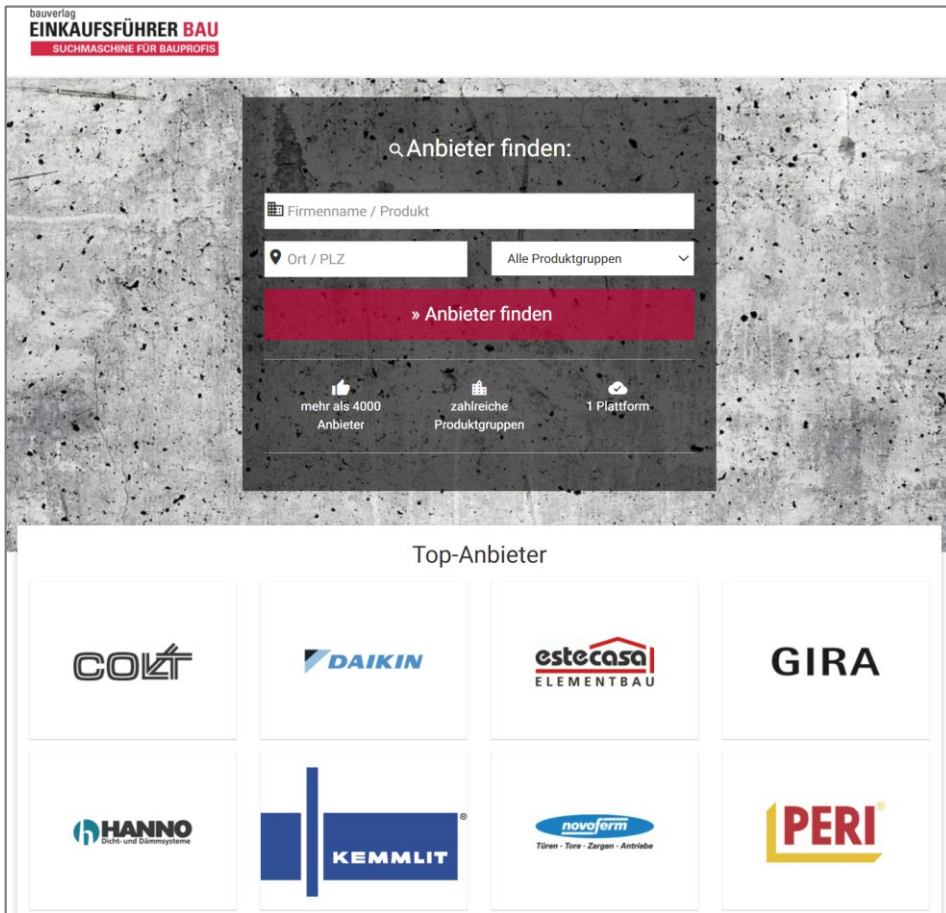 bauverlag
EINKAUFSFÜHRER BAU
SUCHMASCHINE FÜR BAUPROFIS
Anbieter finden:
Firmenname / Produkt
Ort / PLZ
Alle Produktgruppen
» Anbieter finden
mehr als 4000
Anbieter
zahlreiche
Produktgruppen
1 Plattform
Top-Anbieter
COLT
DAIKIN
estecasa
ELEMENTBAU
GIRA
h HANNO
Dicht- und Dämmsysteme
KEMMLIT®
novoferm
Türen · Tore · Zargen · Antriebe
PERI®